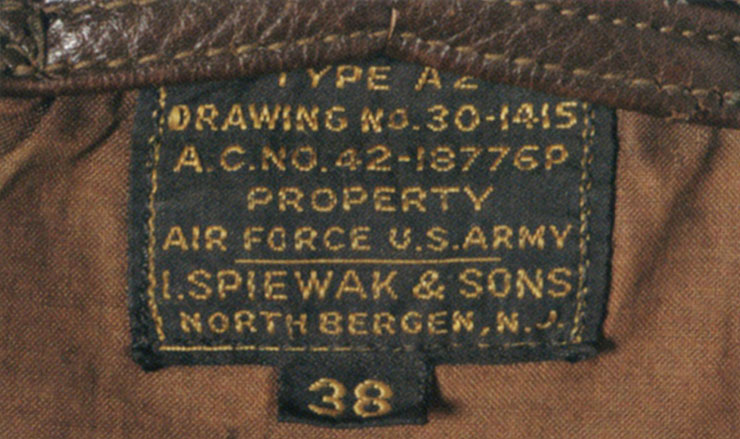 TYPE A2
DRAWING NO. 30-1415
A.C. NO. 42-18776P
PROPERTY
AIR FORCE U.S. ARMY
I. SPIEWAK & SONS
NORTH BERGEN, N.J.
38